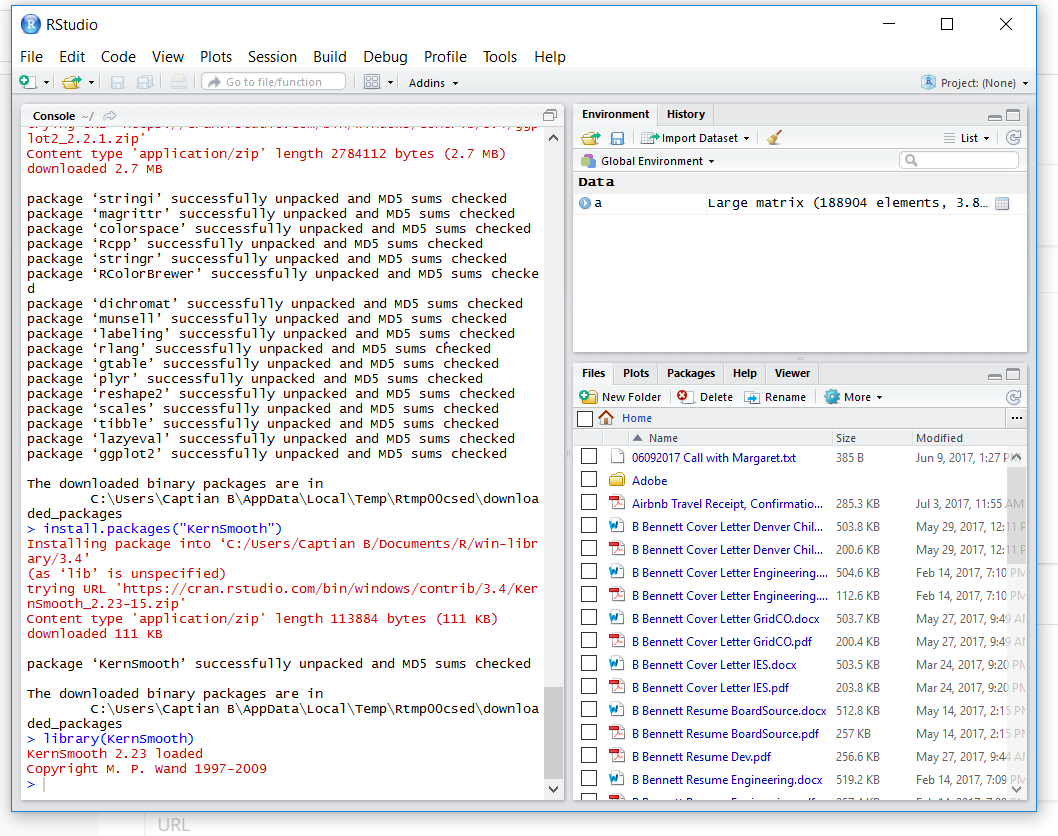 RStudio
File Edit Code View Plots Session Build Debug Profile Tools Help
Go to file/function Addins Project: (None)
Console ~/
lot2_2.2.1.zip'
Content type 'application/zip' length 2784112 bytes (2.7 MB)
downloaded 2.7 MB
package ‘stringi’ successfully unpacked and MD5 sums checked
package ‘magrittr’ successfully unpacked and MD5 sums checked
package ‘colorspace’ successfully unpacked and MD5 sums checked
package ‘Rcpp’ successfully unpacked and MD5 sums checked
package ‘stringr’ successfully unpacked and MD5 sums checked
package ‘RColorBrewer’ successfully unpacked and MD5 sums checke
d
package ‘dichromat’ successfully unpacked and MD5 sums checked
package ‘munsell’ successfully unpacked and MD5 sums checked
package ‘labeling’ successfully unpacked and MD5 sums checked
package ‘rlang’ successfully unpacked and MD5 sums checked
package ‘gtable’ successfully unpacked and MD5 sums checked
package ‘plyr’ successfully unpacked and MD5 sums checked
package ‘reshape2’ successfully unpacked and MD5 sums checked
package ‘scales’ successfully unpacked and MD5 sums checked
package ‘tibble’ successfully unpacked and MD5 sums checked
package ‘lazyeval’ successfully unpacked and MD5 sums checked
package ‘ggplot2’ successfully unpacked and MD5 sums checked
The downloaded binary packages are in
C:\Users\Captian B\AppData\Local\Temp\Rtmp00csed\downloa
ded_packages
> install.packages("KernSmooth")
Installing package into ‘C:/Users/Captian B/Documents/R/win-libr
ary/3.4’
(as ‘lib’ is unspecified)
trying URL 'https://cran.rstudio.com/bin/windows/contrib/3.4/Ker
nSmooth_2.23-15.zip'
Content type 'application/zip' length 113884 bytes (111 KB)
downloaded 111 KB
package ‘KernSmooth’ successfully unpacked and MD5 sums checked
The downloaded binary packages are in
C:\Users\Captian B\AppData\Local\Temp\Rtmp00csed\downloa
ded_packages
> library(KernSmooth)
KernSmooth 2.23 loaded
Copyright M. P. Wand 1997-2009
>
Environment History
Import Dataset List
Global Environment
Data
a Large matrix (188904 elements, 3.8…
Files Plots Packages Help Viewer
New Folder Delete Rename More
Home ...
Name Size Modified
06092017 Call with Margaret.txt 385 B Jun 9, 2017, 1:27 P
Adobe
Airbnb Travel Receipt, Confirmatio... 285.3 KB Jul 3, 2017, 11:55 AM
B Bennett Cover Letter Denver Chil... 503.8 KB May 29, 2017, 12:11 P
B Bennett Cover Letter Denver Chil... 200.6 KB May 29, 2017, 12:11 P
B Bennett Cover Letter Engineering.... 504.6 KB Feb 14, 2017, 7:10 PM
B Bennett Cover Letter Engineering.... 112.6 KB Feb 14, 2017, 7:10 PM
B Bennett Cover Letter GridCO.docx 503.7 KB May 27, 2017, 9:49 AM
B Bennett Cover Letter GridCO.pdf 200.4 KB May 27, 2017, 9:49 AM
B Bennett Cover Letter IES.docx 503.5 KB Mar 24, 2017, 9:20 PM
B Bennett Cover Letter IES.pdf 203.8 KB Mar 24, 2017, 9:20 PM
B Bennett Resume BoardSource.docx 512.8 KB May 14, 2017, 2:15 PM
B Bennett Resume BoardSource.pdf 257 KB May 14, 2017, 2:15 PM
B Bennett Resume Dev.pdf 256.6 KB May 27, 2017, 9:44 AM
B Bennett Resume Engineering.docx 519.2 KB Feb 14, 2017, 7:09 PM
URL